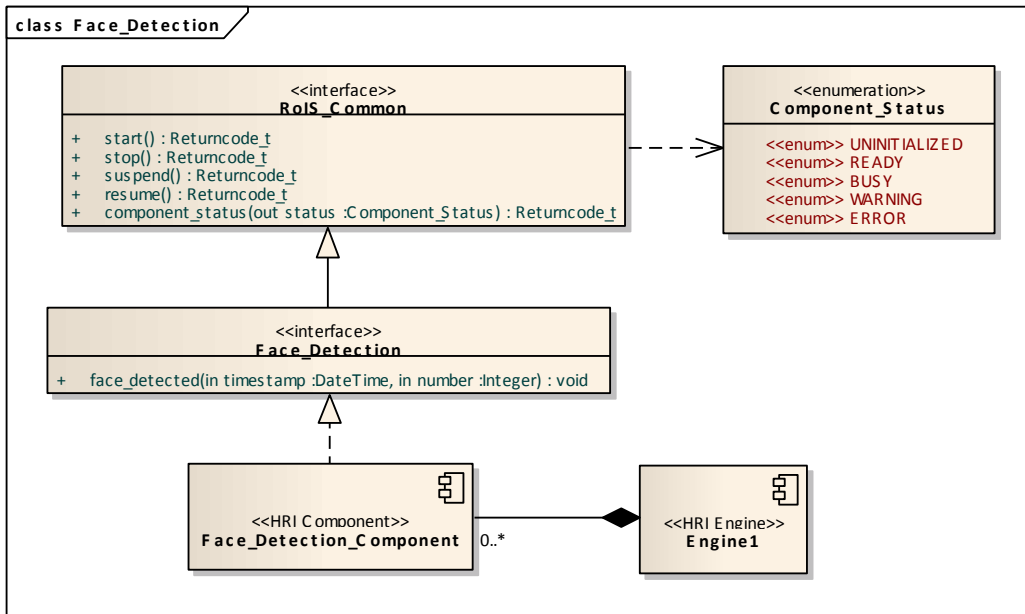 class Face_Detection
<<interface>>
RoIS_Common
+ start() : Returncode_t
+ stop() : Returncode_t
+ suspend() : Returncode_t
+ resume() : Returncode_t
+ component_status(out status :Component_Status) : Returncode_t
<<enumeration>>
Component_Status
<<enum>> UNINITIALIZED
<<enum>> READY
<<enum>> BUSY
<<enum>> WARNING
<<enum>> ERROR
<<interface>>
Face_Detection
+ face_detected(in timestamp :DateTime, in number :Integer) : void
<<HRI Component>>
Face_Detection_Component
0..*
<<HRI Engine>>
Engine1